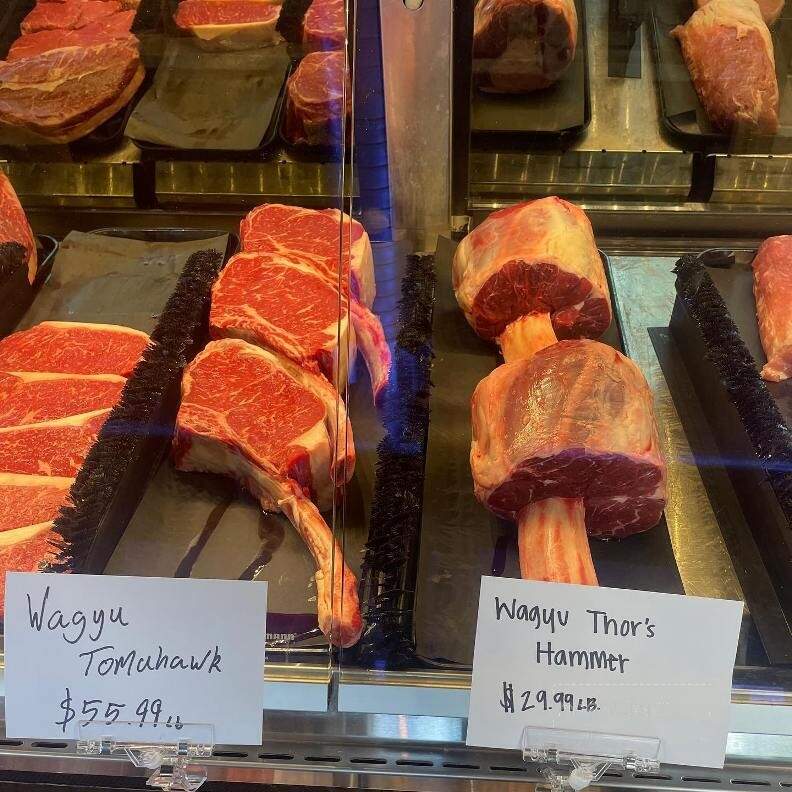 Wagyu
Tomahawk
$55.99 LB
Wagyu Thor's
Hammer
$29.99 LB.